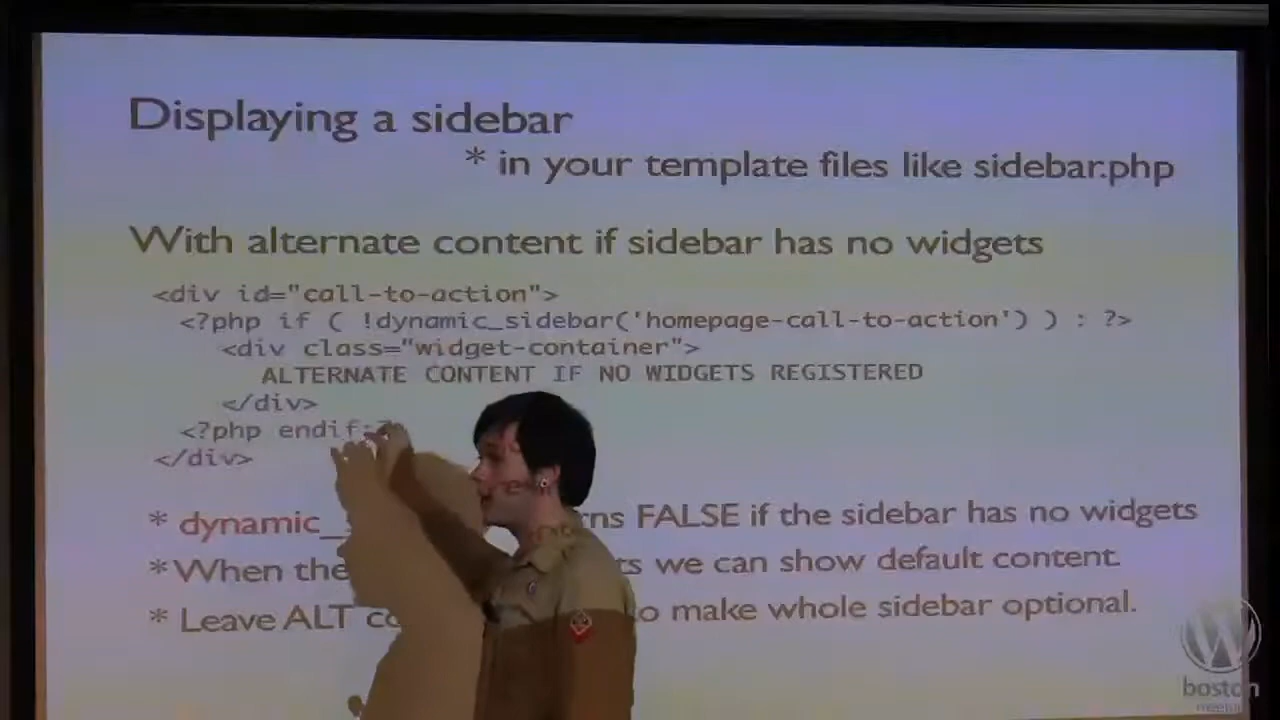 Displaying a sidebar
* in your template files like sidebar.php
With alternate content if sidebar has no widgets
<div id="call-to-action">
<?php if ( !dynamic_sidebar('homepage-call-to-action') ) : ?>
<div class="widget-container">
ALTERNATE CONTENT IF NO WIDGETS REGISTERED
</div>
<?php endif;
</div>
* dynamic_ FALSE if the sidebar has no widgets
* When the we can show default content.
* Leave ALT to make whole sidebar optional.
boston
meetup